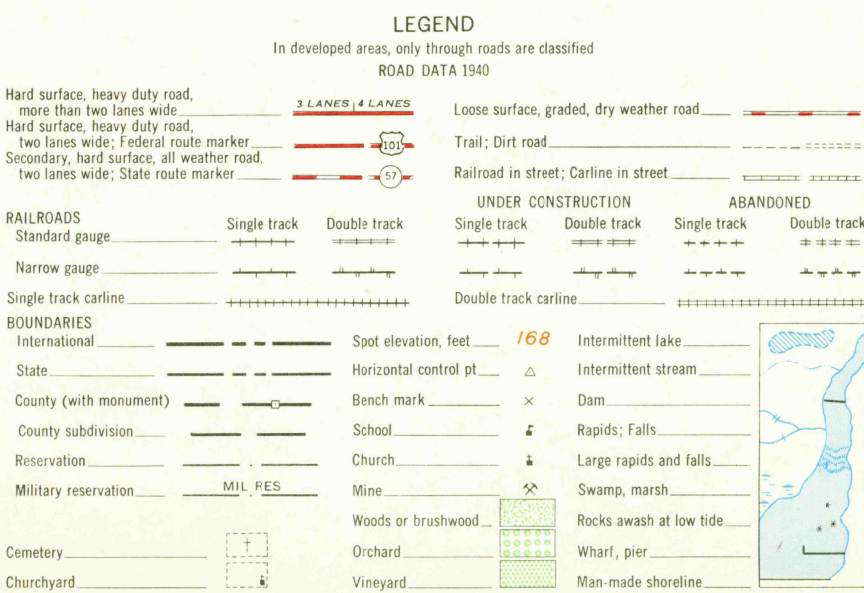 LEGEND
In developed areas, only through roads are classified
ROAD DATA 1940
Hard surface, heavy duty road,
more than two lanes wide
3 LANES 4 LANES
Hard surface, heavy duty road,
two lanes wide; Federal route marker
101
Secondary, hard surface, all weather road,
two lanes wide; State route marker
57
Loose surface, graded, dry weather road
Trail; Dirt road
Railroad in street; Carline in street
RAILROADS
Single track Double track
Standard gauge
Narrow gauge
Single track carline
UNDER CONSTRUCTION ABANDONED
Single track Double track Single track Double track
Double track carline
BOUNDARIES
International
State
County (with monument)
County subdivision
Reservation
Military reservation MIL RES
Cemetery
Churchyard
Spot elevation, feet 168
Horizontal control pt
Bench mark
School
Church
Mine
Woods or brushwood
Orchard
Vineyard
Intermittent lake
Intermittent stream
Dam
Rapids; Falls
Large rapids and falls
Swamp, marsh
Rocks awash at low tide
Wharf, pier
Man-made shoreline